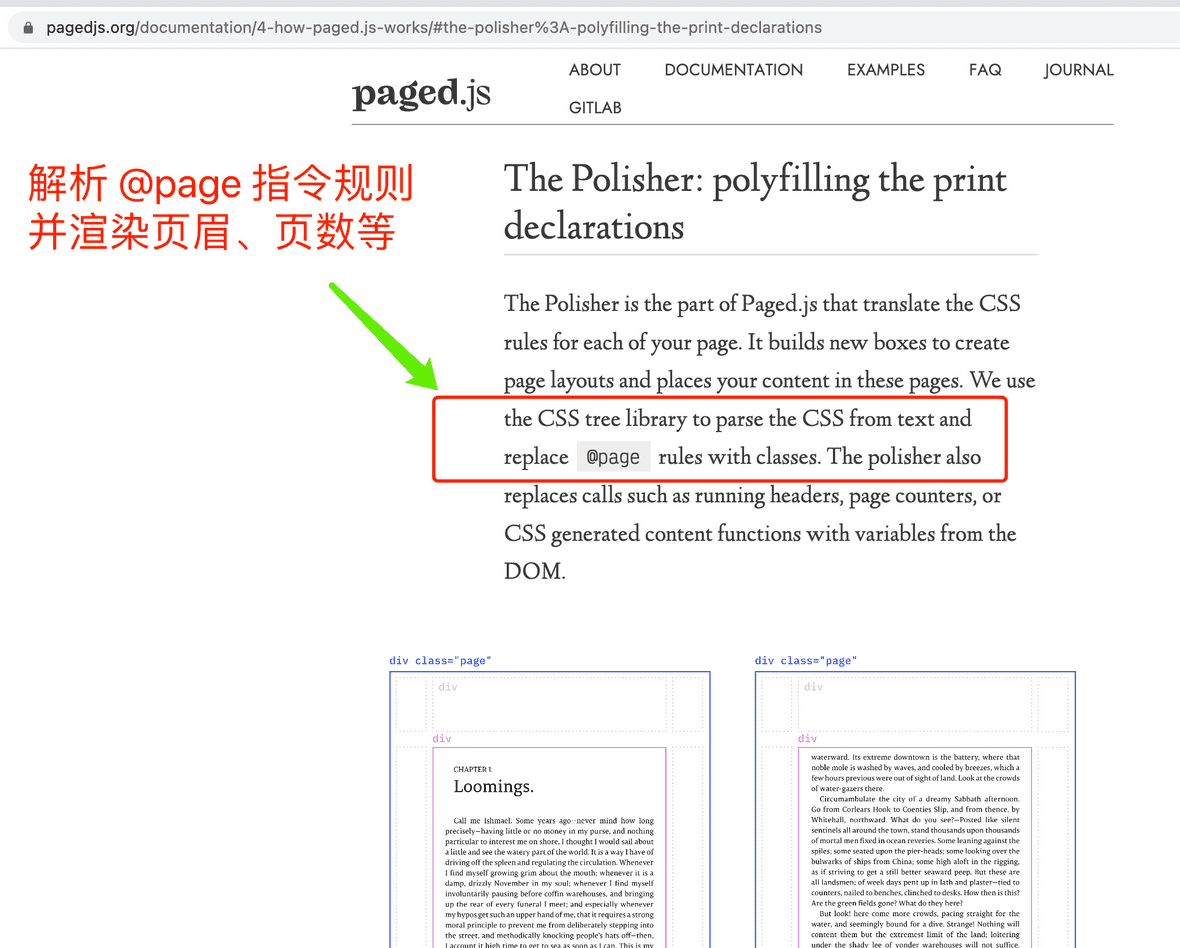 pagedjs.org/documentation/4-how-paged.js-works/#the-polisher%3A-polyfilling-the-print-declarations
paged.js
ABOUT DOCUMENTATION EXAMPLES FAQ JOURNAL
GITLAB
解析 @page 指令规则
并渲染页眉、页数等
The Polisher: polyfilling the print
declarations
The Polisher is the part of Paged.js that translate the CSS
rules for each of your page. It builds new boxes to create
page layouts and places your content in these pages. We use
the CSS tree library to parse the CSS from text and
replace @page rules with classes. The polisher also
replaces calls such as running headers, page counters, or
CSS generated content functions with variables from the
DOM.
div class="page"
div
div
CHAPTER 1.
Loomings.
Call me Ishmael. Some years ago—never mind how long
precisely—having little or no money in my purse, and nothing
particular to interest me on shore, I thought I would sail about
a little and see the watery part of the world. It is a way I have of
driving off the spleen and regulating the circulation. Whenever
I find myself growing grim about the mouth; whenever it is a
damp, drizzly November in my soul; whenever I find myself
involuntarily pausing before coffin warehouses, and bringing
up the rear of every funeral I meet; and especially whenever
my hypos get such an upper hand of me, that it requires a strong
moral principle to prevent me from deliberately stepping into
the street, and methodically knocking people's hats off—then,
I account it high time to get to sea as soon as I can. This is my
div class="page"
div
div
waterward. Its extreme downtown is the battery, where that
noble mole is washed by waves, and cooled by breezes, which a
few hours previous were out of sight of land. Look at the crowds
of water-gazers there.
Circumambulate the city of a dreamy Sabbath afternoon.
Go from Corlears Hook to Coenties Slip, and from thence, by
Whitehall, northward. What do you see?—Posted like silent
sentinels all around the town, stand thousands upon thousands
of mortal men fixed in ocean reveries. Some leaning against the
spiles; some seated upon the pier-heads; some looking over the
bulwarks of ships from China; some high aloft in the rigging,
as if striving to get a still better seaward peep. But these are
all landsmen; of week days pent up in lath and plaster—tied to
counters, nailed to benches, clinched to desks. How then is this?
Are the green fields gone? What do they here?
But look! here come more crowds, pacing straight for the
water, and seemingly bound for a dive. Strange! Nothing will
content them but the extremest limit of the land; loitering
under the shady lee of yonder warehouses will not suffice.